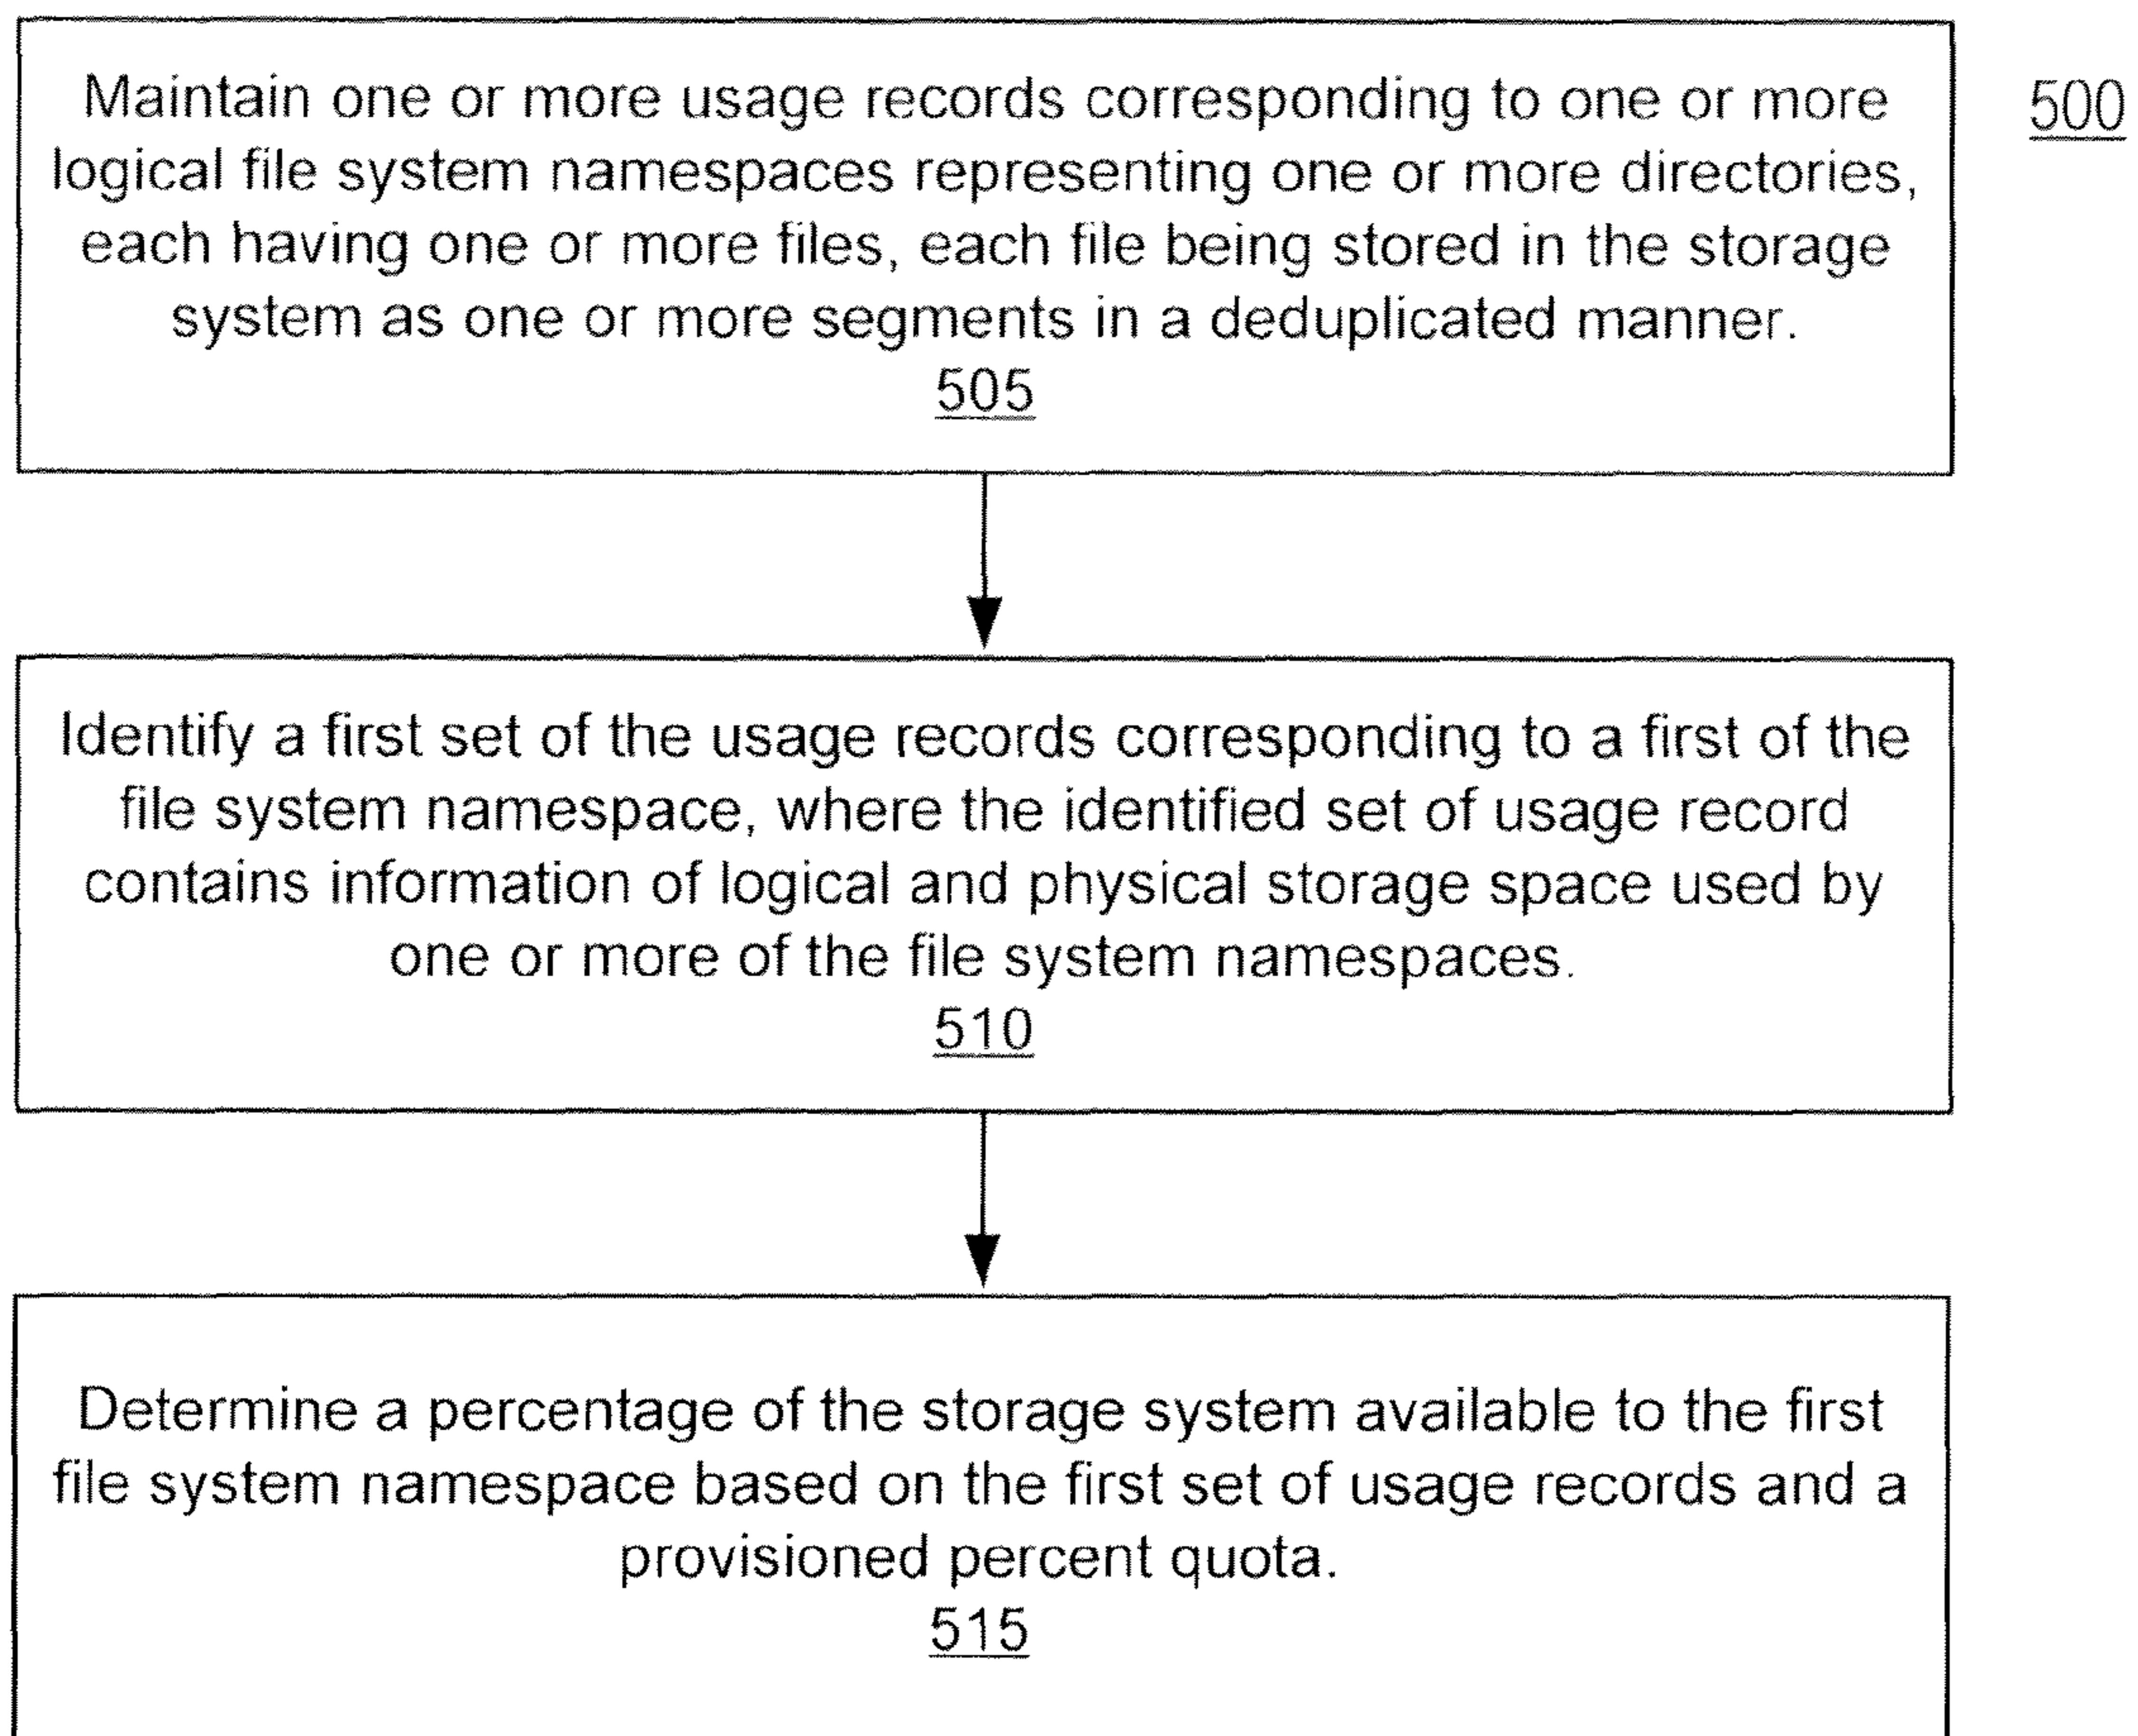 Maintain one or more usage records corresponding to one or more
logical file system namespaces representing one or more directories,
each having one or more files, each file being stored in the storage
system as one or more segments in a deduplicated manner.
505
500
Identify a first set of the usage records corresponding to a first of the
file system namespace, where the identified set of usage record
contains information of logical and physical storage space used by
one or more of the file system namespaces.
510
Determine a percentage of the storage system available to the first
file system namespace based on the first set of usage records and a
provisioned percent quota.
515